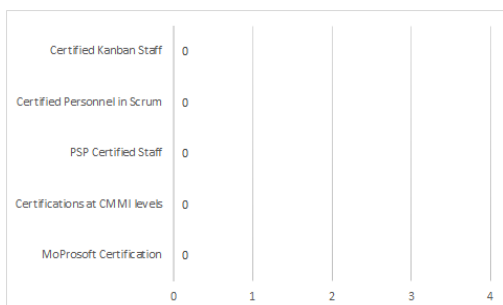 Certified Kanban Staff 0
Certified Personnel in Scrum 0
PSP Certified Staff 0
Certifications at CMMI levels 0
MoProsoft Certification 0
0 1 2 3 4